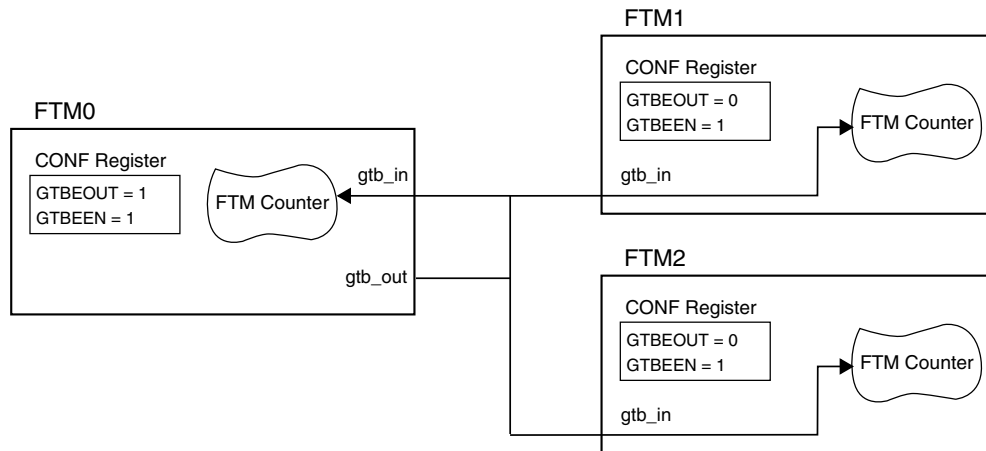 FTM0
CONF Register
GTBEOUT = 1
GTBEEN = 1
FTM Counter
gtb_in
gtb_out
FTM1
CONF Register
GTBEOUT = 0
GTBEEN = 1
FTM Counter
gtb_in
FTM2
CONF Register
GTBEOUT = 0
GTBEEN = 1
FTM Counter
gtb_in